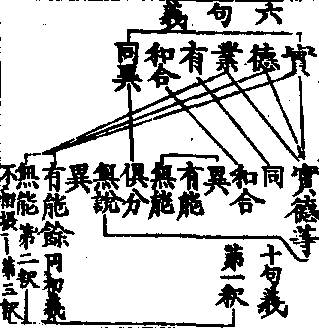 六句義
實
德
業
有
和合
同異
實德等
同
和合
異
有能
無能
俱分
無說
異
有能餘同初義
無能第二釈
不相摂—第三釈
十句義
第一釈